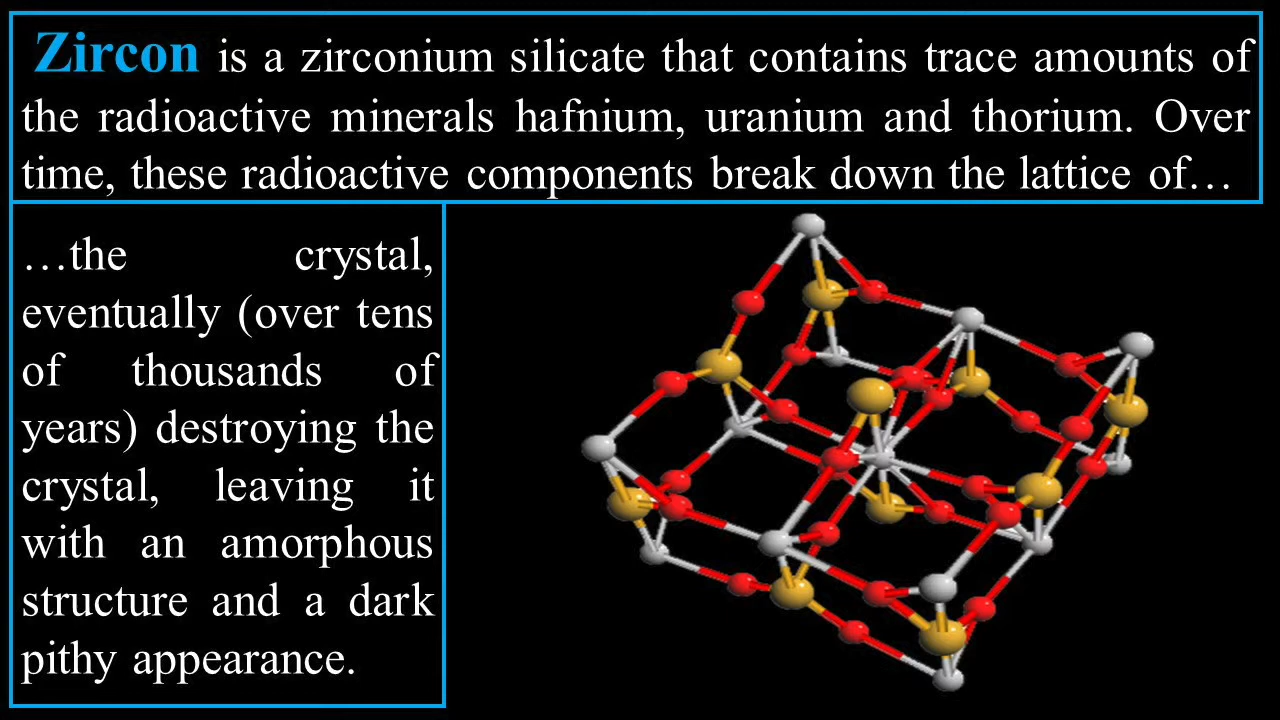 Zircon is a zirconium silicate that contains trace amounts of
the radioactive minerals hafnium, uranium and thorium. Over
time, these radioactive components break down the lattice of…
…the crystal,
eventually (over tens
of thousands of
years) destroying the
crystal, leaving it
with an amorphous
structure and a dark
pithy appearance.